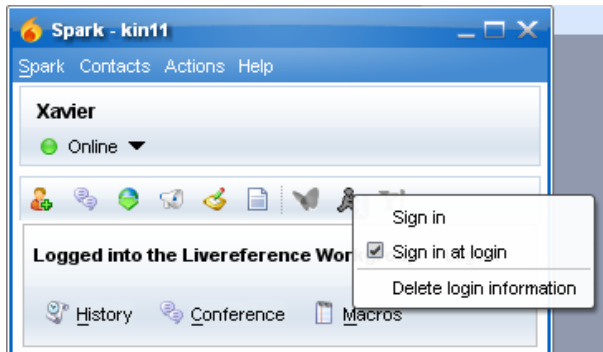 Spark - kin11
Spark Contacts Actions Help
Xavier
Online
Sign in
Sign in at login
Delete login information
Logged into the Livereference Wor
History Conference Macros